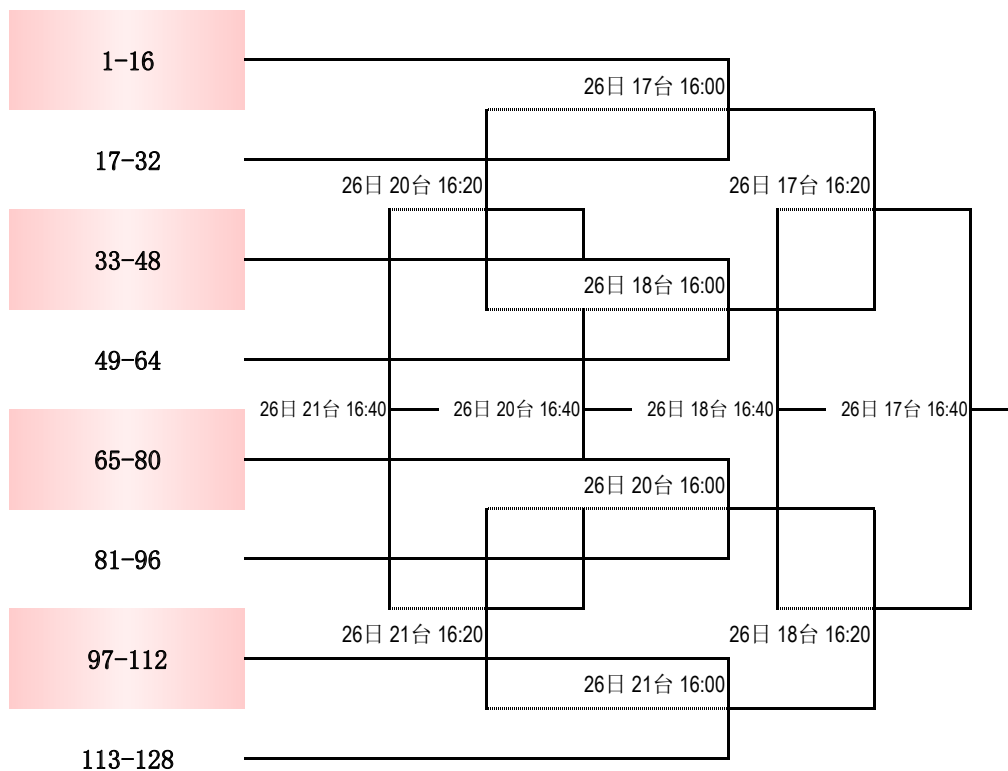 1-16
26日 17台 16:00
17-32
26日 20台 16:20
26日 17台 16:20
33-48
26日 18台 16:00
49-64
26日 21台 16:40
26日 20台 16:40
26日 18台 16:40
26日 17台 16:40
65-80
26日 20台 16:00
81-96
26日 21台 16:20
26日 18台 16:20
97-112
26日 21台 16:00
113-128